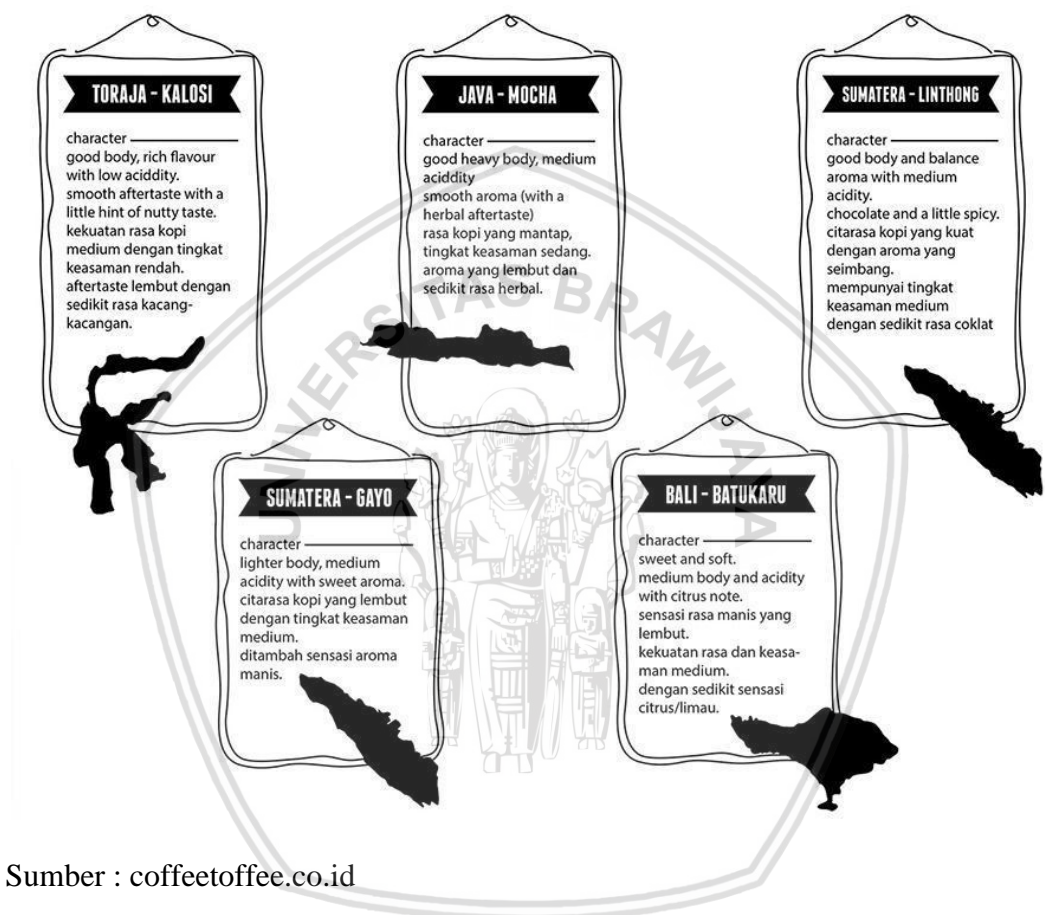 TORAJA - KALOSI
character
good body, rich flavour
with low aciddity.
smooth aftertaste with a
little hint of nutty taste.
kekuatan rasa kopi
medium dengan tingkat
keasaman rendah.
aftertaste lembut dengan
sedikit rasa kacang-
kacangan.
JAVA - MOCHA
character
good heavy body, medium
aciddity
smooth aroma (with a
herbal aftertaste)
rasa kopi yang mantap,
tingkat keasaman sedang.
aroma yang lembut dan
sedikit rasa herbal.
SUMATERA - LINTHONG
character
good body and balance
aroma with medium
acidity.
chocolate and a little spicy.
citarasa kopi yang kuat
dengan aroma yang
seimbang.
mempunyai tingkat
keasaman medium
dengan sedikit rasa coklat
SUMATERA - GAYO
character
lighter body, medium
acidity with sweet aroma.
citarasa kopi yang lembut
dengan tingkat keasaman
medium.
ditambah sensasi aroma
manis.
BALI - BATUKARU
character
sweet and soft.
medium body and acidity
with citrus note.
sensasi rasa manis yang
lembut.
kekuatan rasa dan keasa-
man medium.
dengan sedikit sensasi
citrus/limau.
UNIVERSITAS BRAWIJAYA
Sumber : coffeetoffee.co.id